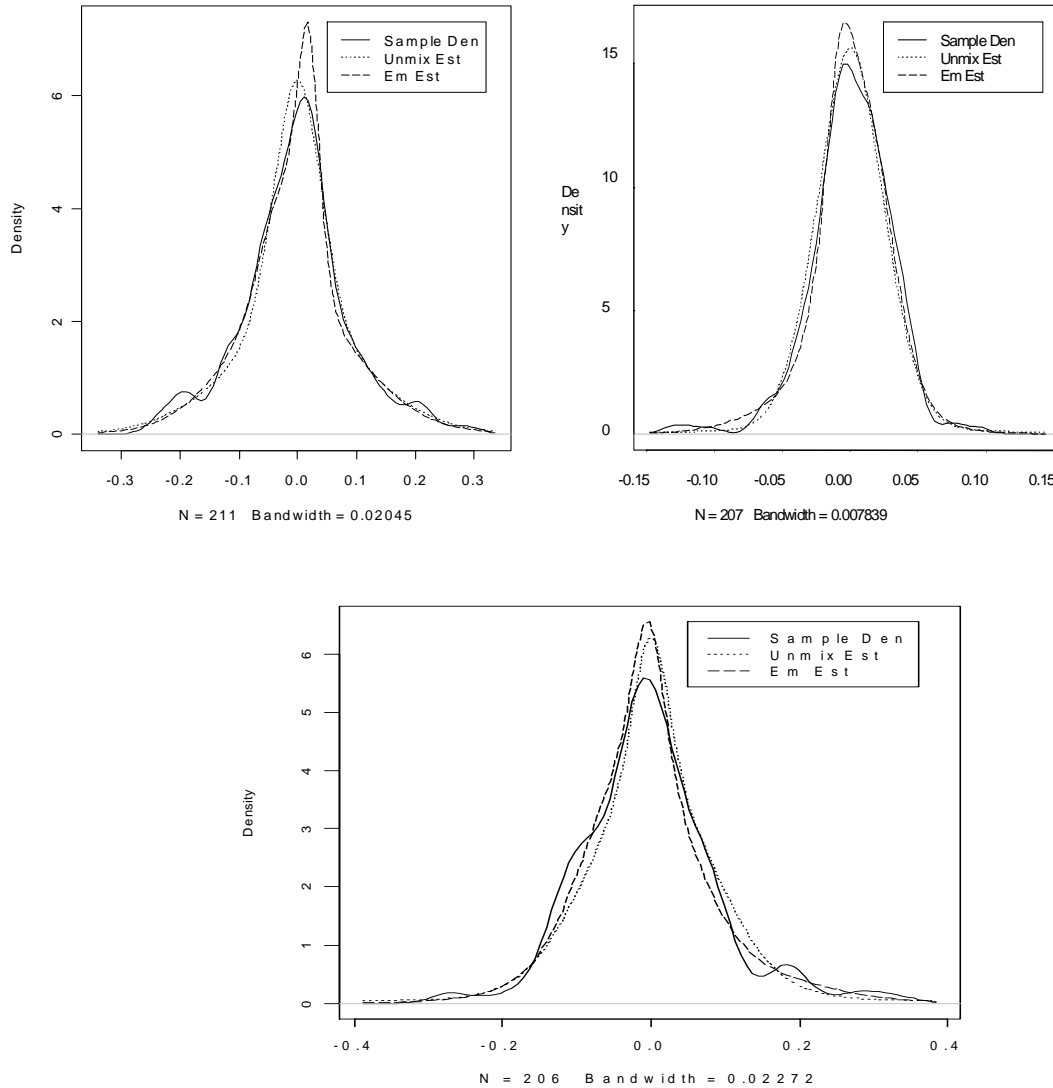 Sample Den
Unmix Est
Em Est
Density
0
2
4
6
-0.3 -0.2 -0.1 0.0 0.1 0.2 0.3
N = 211 Bandwidth = 0.02045
Sample Den
Unmix Est
Em Est
De
nsit
y
15
10
5
0
-0.15 -0.10 -0.05 0.00 0.05 0.10 0.15
N = 207 Bandwidth = 0.007839
Sample Den
Unmix Est
Em Est
Density
0
1
2
3
4
5
6
-0.4 -0.2 0.0 0.2 0.4
N = 206 Bandwidth = 0.02272